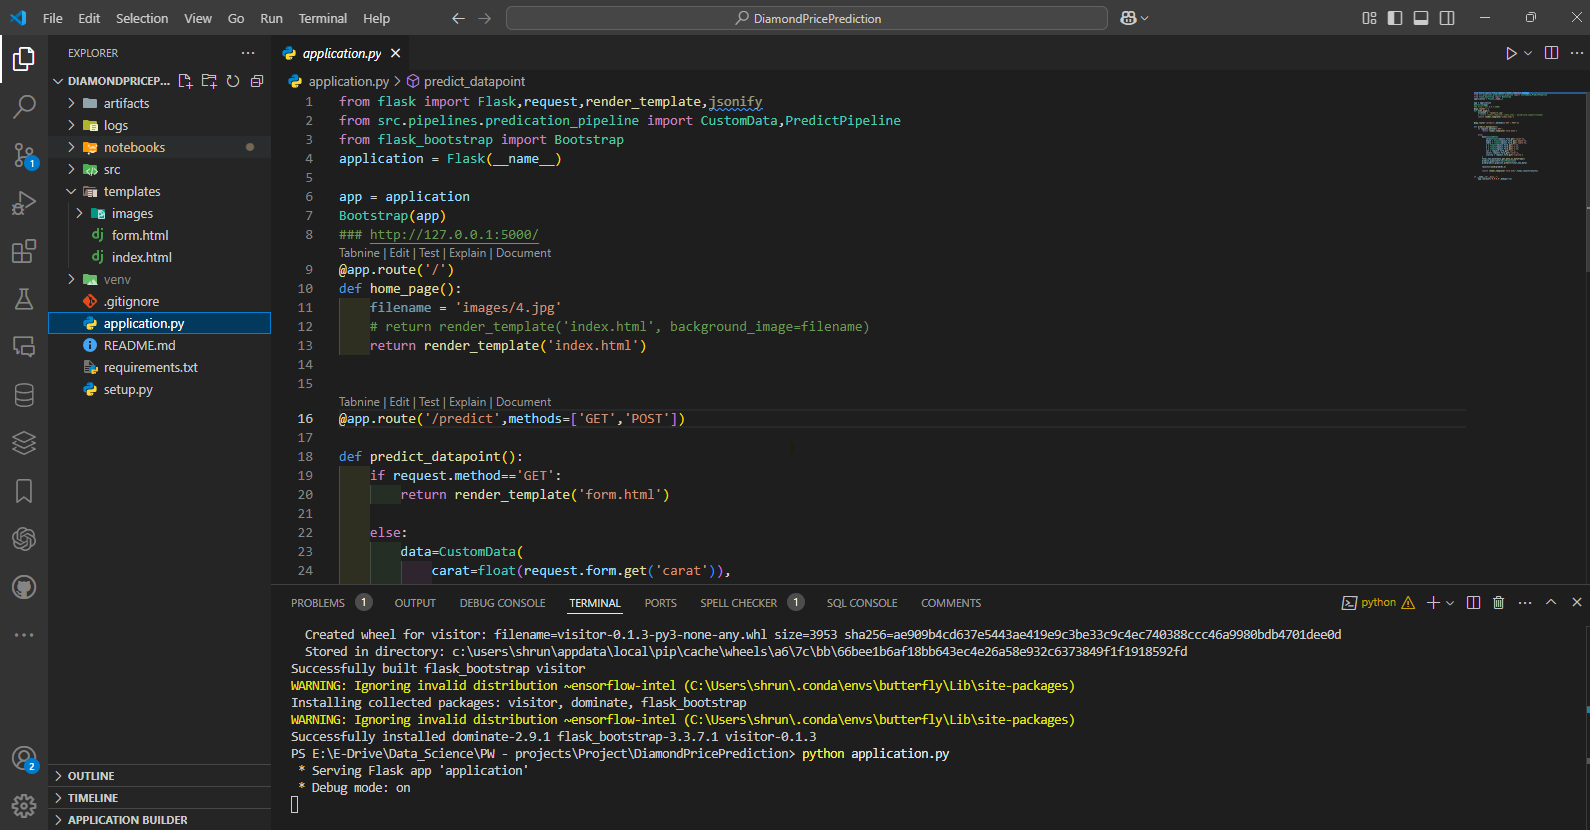 File Edit Selection View Go Run Terminal Help
DiamondPricePrediction
EXPLORER
DIAMONDPRICEP...
artifacts
logs
notebooks
src
templates
images
form.html
index.html
venv
.gitignore
application.py
README.md
requirements.txt
setup.py
OUTLINE
TIMELINE
APPLICATION BUILDER
1
2
application.py
application.py > predict_datapoint
1 from flask import Flask,request,render_template,jsonify
2 from src.pipelines.predication_pipeline import CustomData,PredictPipeline
3 from flask_bootstrap import Bootstrap
4 application = Flask(__name__)
5
6 app = application
7 Bootstrap(app)
8 ### http://127.0.0.1:5000/
Tabnine | Edit | Test | Explain | Document
9 @app.route('/')
10 def home_page():
11 filename = 'images/4.jpg'
12 # return render_template('index.html', background_image=filename)
13 return render_template('index.html')
14
15
Tabnine | Edit | Test | Explain | Document
16 @app.route('/predict',methods=['GET','POST'])
17
18 def predict_datapoint():
19 if request.method=='GET':
20 return render_template('form.html')
21
22 else:
23 data=CustomData(
24 carat=float(request.form.get('carat')),
PROBLEMS 1 OUTPUT DEBUG CONSOLE TERMINAL PORTS SPELL CHECKER 1 SQL CONSOLE COMMENTS
python
Created wheel for visitor: filename=visitor-0.1.3-py3-none-any.whl size=3953 sha256=ae909b4cd637e5443ae419e9c3be33c9c4ec740388ccc46a9980bdb4701dee0d
Stored in directory: c:\users\shrun\appdata\local\pip\cache\wheels\a6\7c\bb\66bee1b6af18bb643ec4e26a58e932c6373849f1f1918592fd
Successfully built flask_bootstrap visitor
WARNING: Ignoring invalid distribution ~ensorflow-intel (C:\Users\shrun\.conda\envs\butterfly\Lib\site-packages)
Installing collected packages: visitor, dominate, flask_bootstrap
WARNING: Ignoring invalid distribution ~ensorflow-intel (C:\Users\shrun\.conda\envs\butterfly\Lib\site-packages)
Successfully installed dominate-2.9.1 flask_bootstrap-3.3.7.1 visitor-0.1.3
PS E:\E-Drive\Data_Science\PW - projects\Project\DiamondPricePrediction> python application.py
* Serving Flask app 'application'
* Debug mode: on